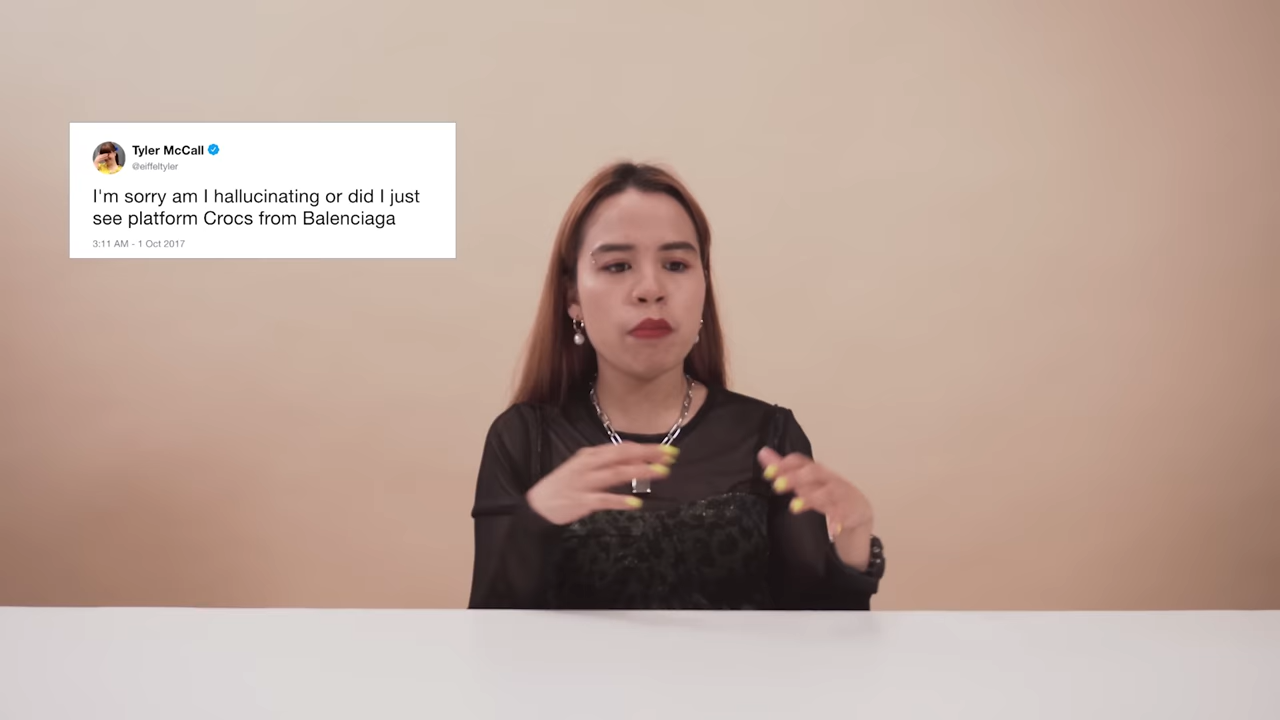 Tyler McCall
@eiffeltyler
I'm sorry am I hallucinating or did I just
see platform Crocs from Balenciaga
3:11 AM - 1 Oct 2017